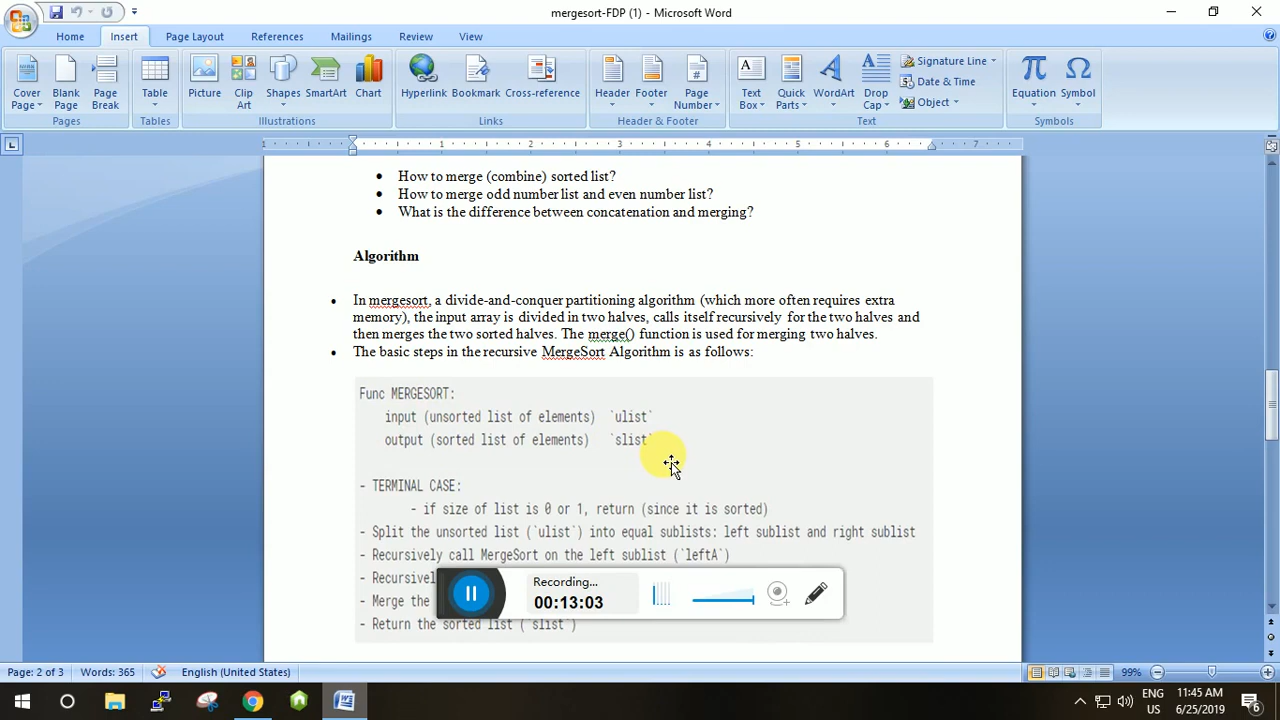 mergesort-FDP (1) - Microsoft Word
Home Insert Page Layout References Mailings Review View
Cover Page Blank Page Page Break Table Picture Clip Art Shapes SmartArt Chart Hyperlink Bookmark Cross-reference Header Footer Page Number Text Box Quick Parts WordArt Drop Cap Signature Line Date & Time Object Equation Symbol
Pages Tables Illustrations Links Header & Footer Text Symbols
1 1 2 3 4 5 6 7
• How to merge (combine) sorted list?
• How to merge odd number list and even number list?
• What is the difference between concatenation and merging?
Algorithm
• In mergesort, a divide-and-conquer partitioning algorithm (which more often requires extra
memory), the input array is divided in two halves, calls itself recursively for the two halves and
then merges the two sorted halves. The merge() function is used for merging two halves.
• The basic steps in the recursive MergeSort Algorithm is as follows:
Func MERGESORT:
input (unsorted list of elements) `ulist`
output (sorted list of elements) `slist`
- TERMINAL CASE:
- if size of list is 0 or 1, return (since it is sorted)
- Split the unsorted list (`ulist`) into equal sublists: left sublist and right sublist
- Recursively call MergeSort on the left sublist (`leftA`)
- Recursivel
- Merge the
- Return the sorted list (`slist`)
Recording...
00:13:03
Page: 2 of 3 Words: 365 English (United States) 99%
ENG 11:45 AM
US 6/25/2019 6